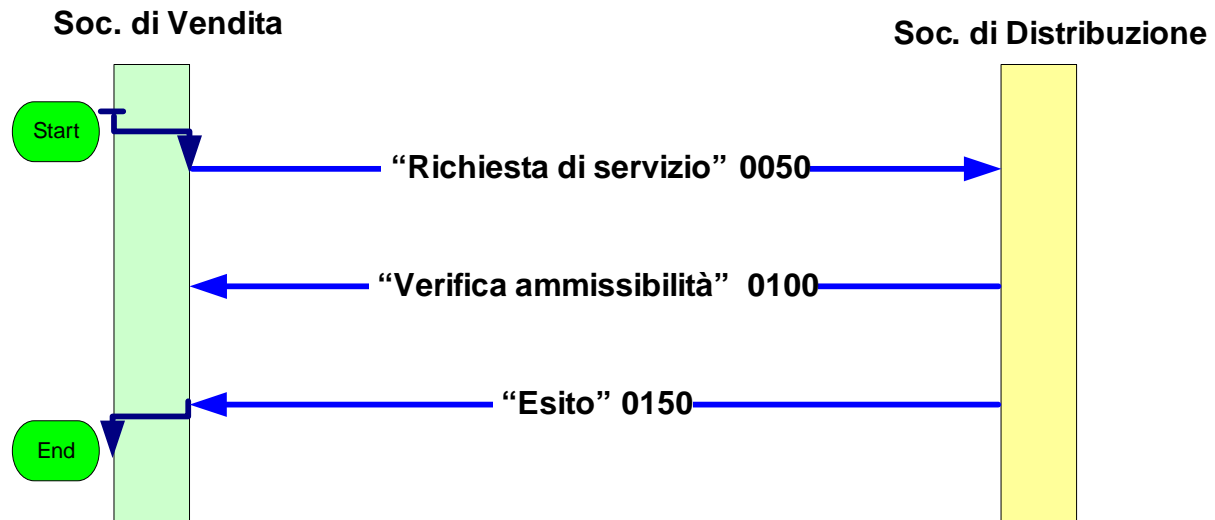 Soc. di Vendita
Soc. di Distribuzione
Start
“Richiesta di servizio” 0050
“Verifica ammissibilità” 0100
“Esito” 0150
End